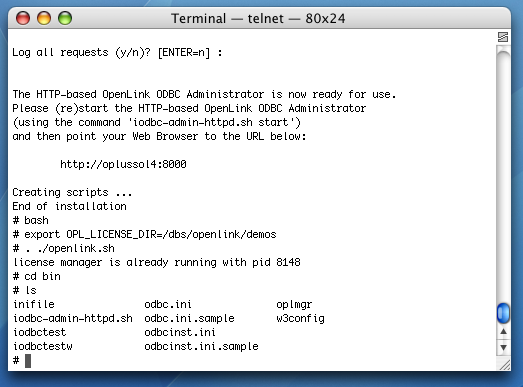 Terminal — telnet — 80x24
Log all requests (y/n)? [ENTER=n] :
The HTTP-based OpenLink ODBC Administrator is now ready for use.
Please (re)start the HTTP-based OpenLink ODBC Administrator
(using the command 'iodbc-admin-httpd.sh start')
and then point your Web Browser to the URL below:
http://oplussol4:8000
Creating scripts ...
End of installation
# bash
# export OPL_LICENSE_DIR=/dbs/openlink/demos
# . ./openlink.sh
license manager is already running with pid 8148
# cd bin
# ls
inifile odbc.ini oplmgr
iodbc-admin-httpd.sh odbc.ini.sample w3config
iodbctest odbcinst.ini
iodbctestw odbcinst.ini.sample
#